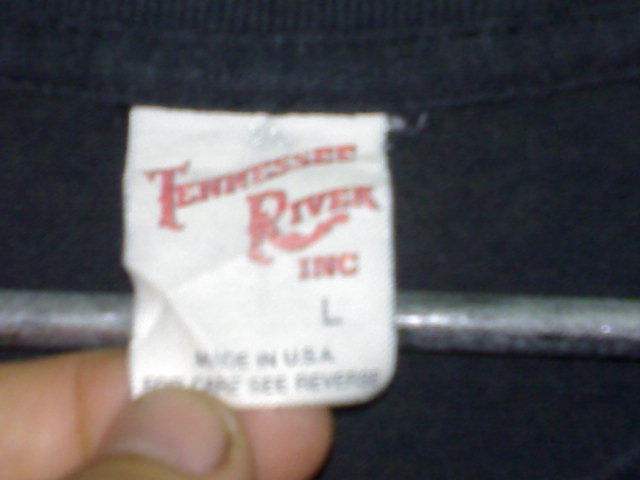 TENNESSEE
RIVER
INC
L
MADE IN U.S.A.
FOR CARE SEE REVERSE